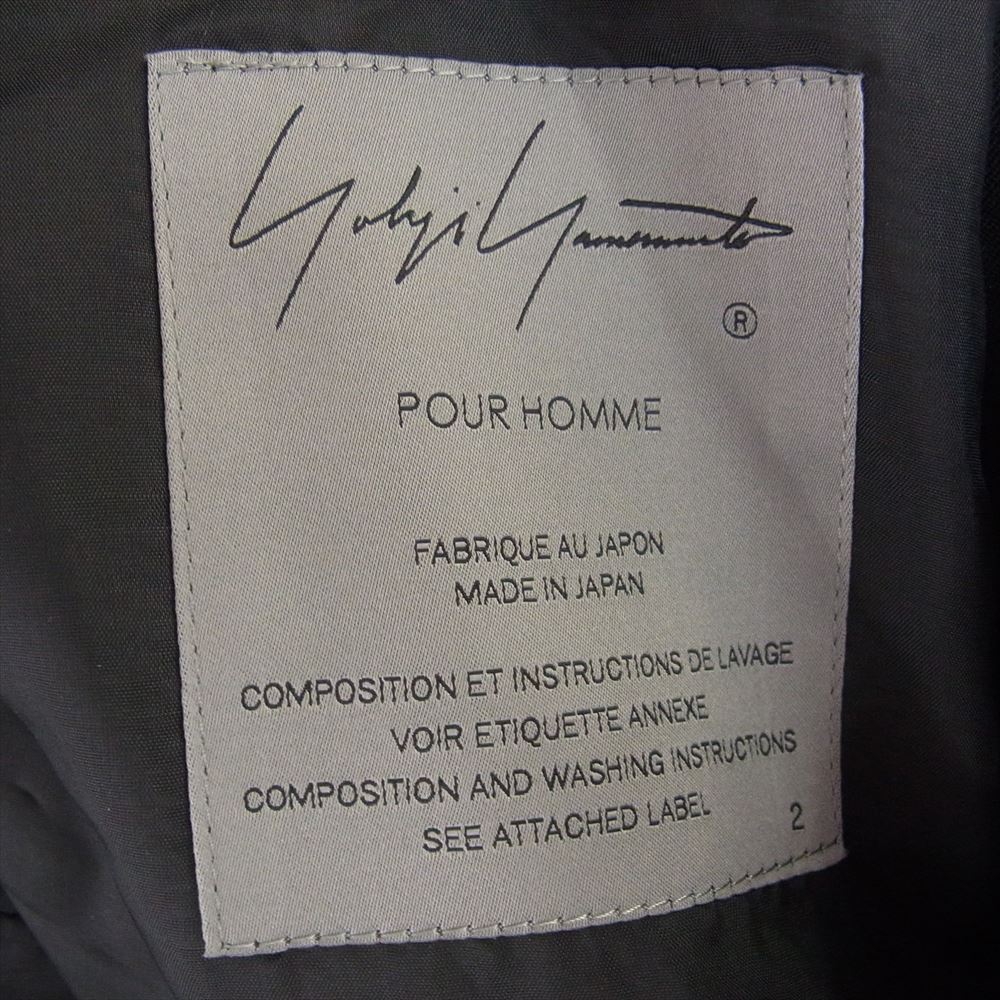 Yohji Yamamoto
®
POUR HOMME
FABRIQUE AU JAPON
MADE IN JAPAN
COMPOSITION ET INSTRUCTIONS DE LAVAGE
VOIR ETIQUETTE ANNEXE
COMPOSITION AND WASHING INSTRUCTIONS
SEE ATTACHED LABEL
2